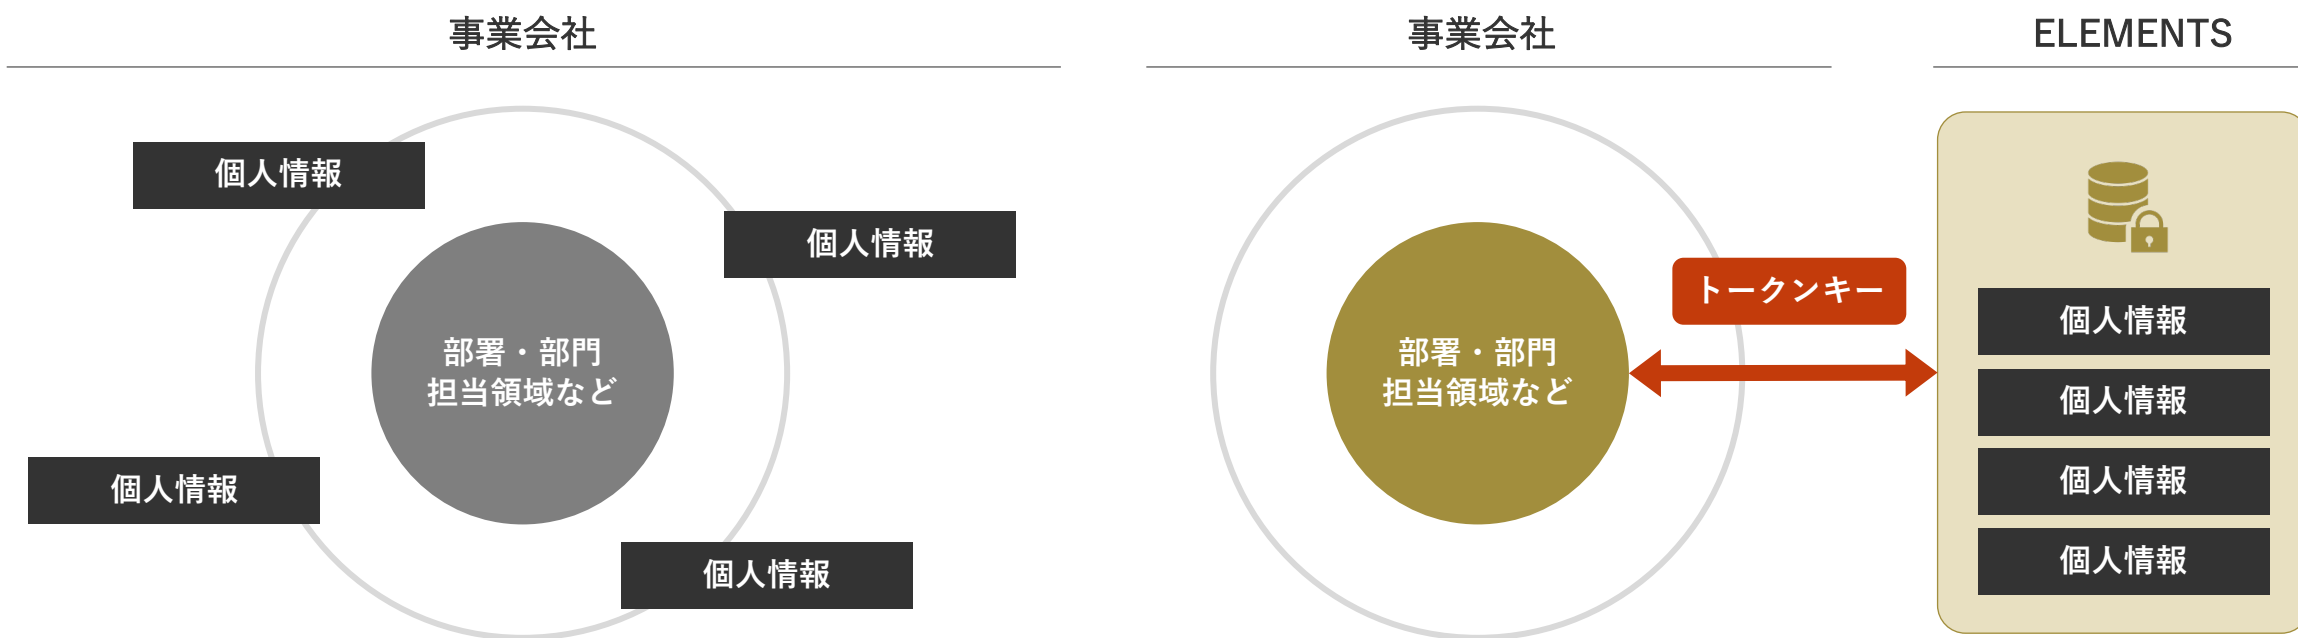 事業会社
個人情報
個人情報
部署・部門
担当領域など
個人情報
個人情報
事業会社
部署・部門
担当領域など
トークンキー
ELEMENTS
個人情報
個人情報
個人情報
個人情報